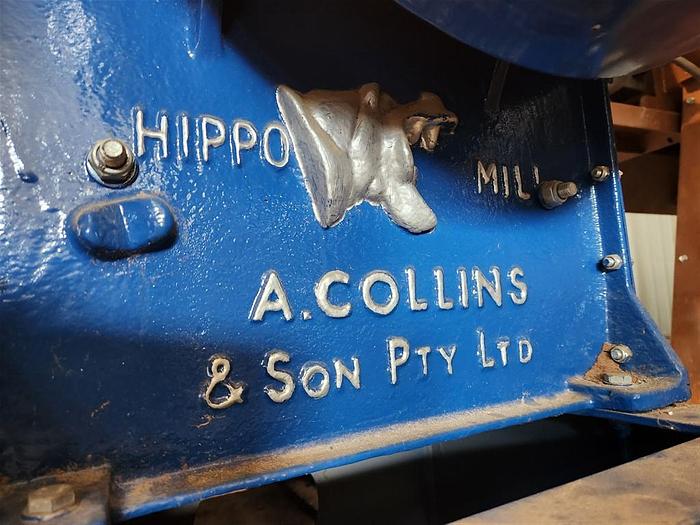 HIPPO MILL
A. COLLINS
& SON PTY LTD